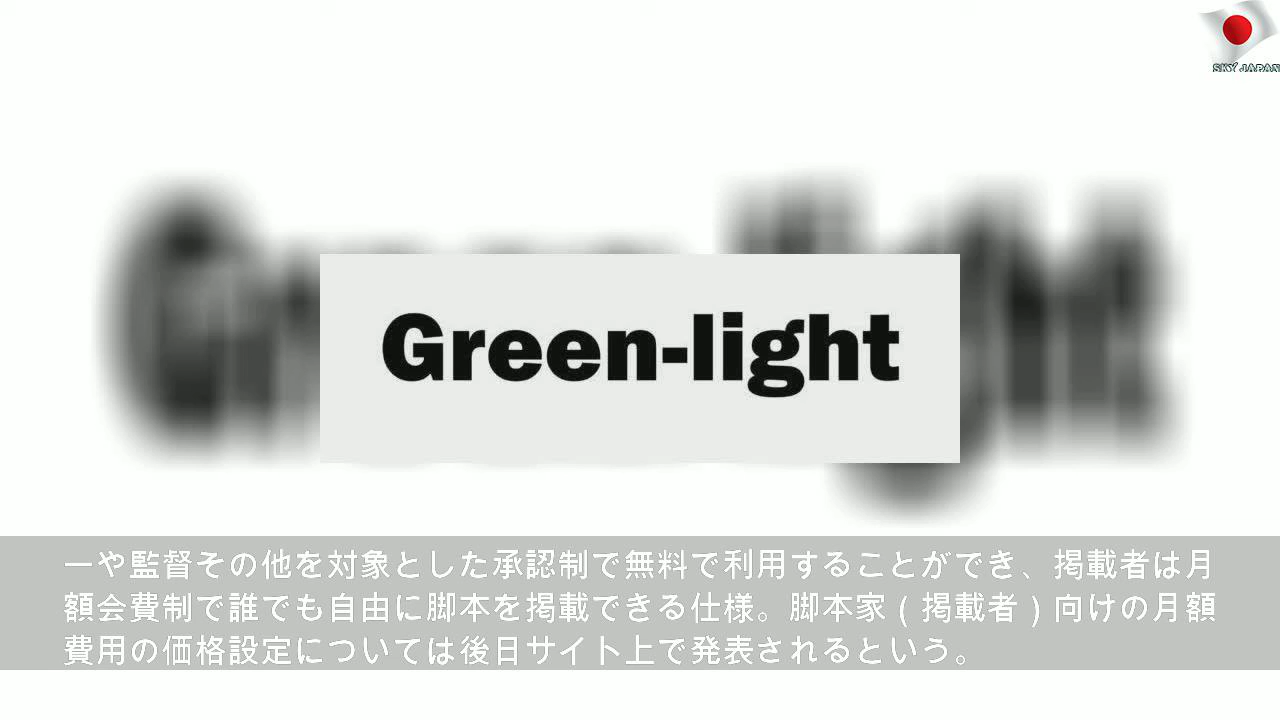 SKY JAPAN
Green-light
ーや監督その他を対象とした承認制で無料で利用することができ、掲載者は月
額会費制で誰でも自由に脚本を掲載できる仕様。脚本家(掲載者)向けの月額
費用の価格設定については後日サイト上で発表されるという。